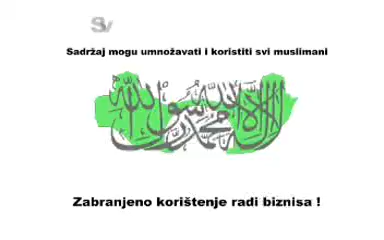 SV
Sadržaj mogu umnožavati i koristiti svi muslimani
لا إله إلا الله محمد رسول الله
Zabranjeno korištenje radi biznisa !